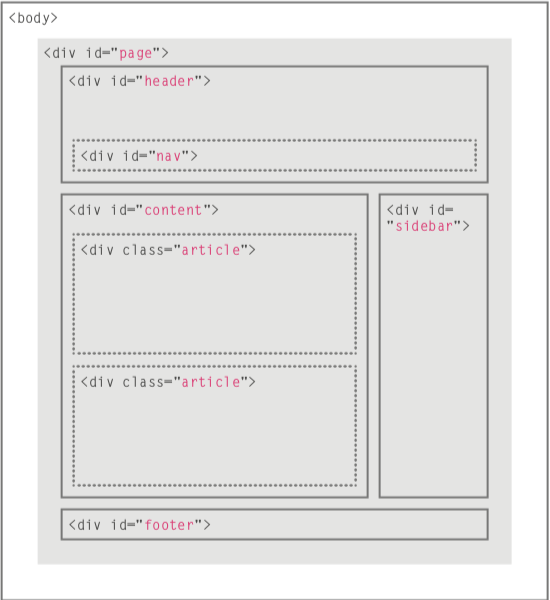 <body>
<div id="page">
<div id="header">
<div id="nav">
<div id="content">
<div id=
"sidebar">
<div class="article">
<div class="article">
<div id="footer">